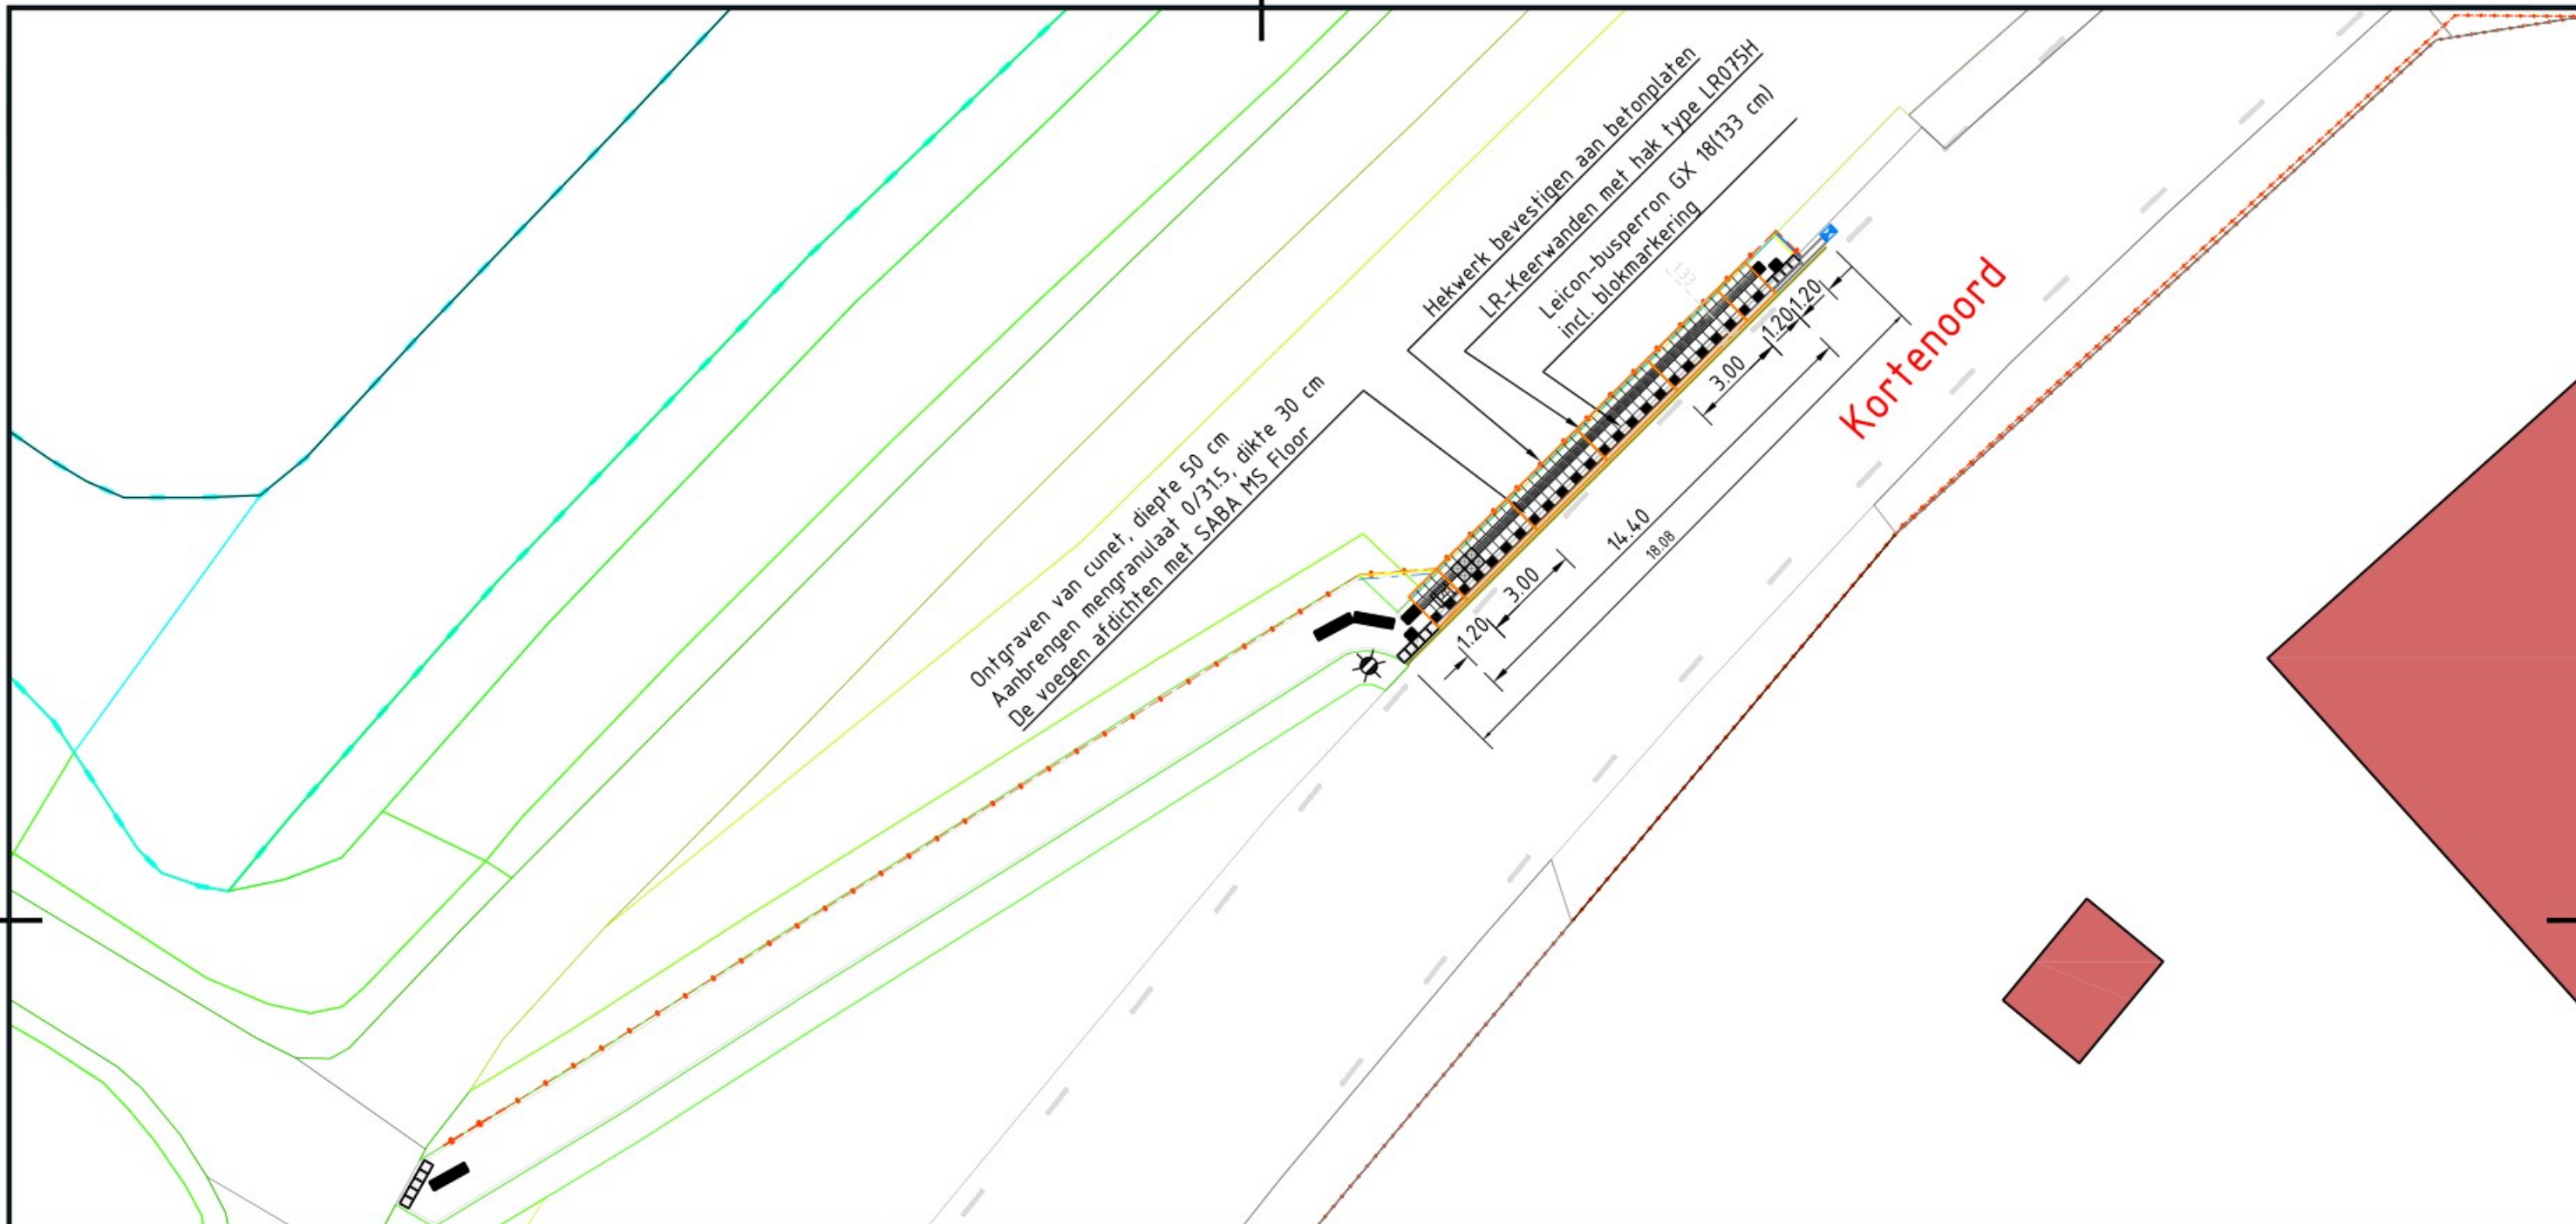 Hekwerk bevestigen aan betonplaten
LR-Keerwanden met hak type LR075H
Leicon-busperron GX 18(133 cm)
incl. blokmarkering
133
Ontgraven van cunet, diepte 50 cm
Aanbrengen mengranulaat 0/31.5, dikte 30 cm
De voegen afdichten met SABA MS Floor
1.20
1.20
3.00
14.40
18.08
3.00
1.20
Kortenoord